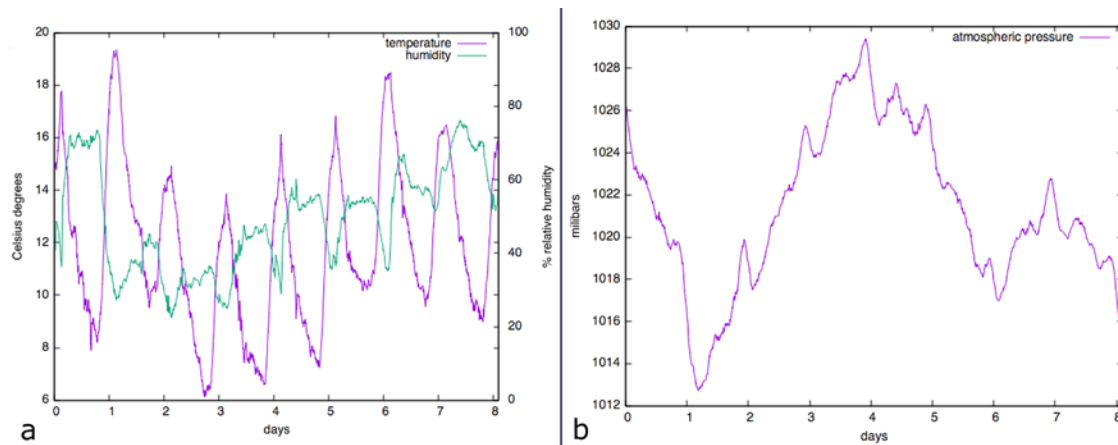 20
18
16
14
12
10
8
6
Celsius degrees
temperature
humidity
100
80
60
40
20
0
% relative humidity
0 1 2 3 4 5 6 7 8
days
a
1030
1028
1026
1024
1022
1020
1018
1016
1014
1012
milibars
atmospheric pressure
0 1 2 3 4 5 6 7 8
days
b